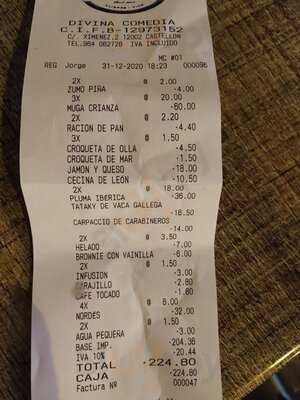 DIVINA COMEDIA
C.I.F.B-12073152
C/ XIMENEZ,2 12002 CASTELLON
TEL.964 082728 IVA INCLUIDO
MC #01
REG Jorge 31-12-2020 18:23 000096
2X @ 2.00
ZUMO PIÑA -4.00
3X @ 20.00
MUGA CRIANZA -60.00
2X @ 2.20
RACION DE PAN -4.40
3X @ 1.50
CROQUETA DE OLLA -4.50
CROQUETA DE MAR -1.50
JAMON Y QUESO -18.00
CECINA DE LEÓN -10.50
2X @ 18.00
PLUMA IBERICA -36.00
TATAKY DE VACA GALLEGA
-18.50
CARPACCIO DE CARABINEROS
-14.00
2X @ 3.50
HELADO -7.00
BROWNIE CON VAINILLA -6.00
2X @ 1.50
INFUSION -3.00
CARAJILLO -2.80
CAFE TOCADO -1.80
4X @ 8.00
NORDES -32.00
2X @ 1.50
AGUA PEQUEÑA -3.00
BASE IMP. -204.36
IVA 10% -20.44
TOTAL -224.80
CAJA -224.80
Factura Nº 000047